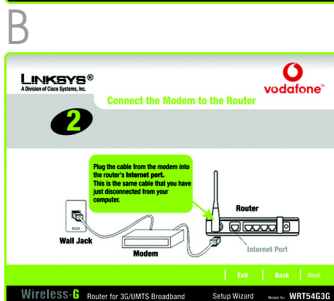 B
LINKSYS®
A Division of Cisco Systems, Inc.
vodafone™
Connect the Modem to the Router
2
Plug the cable from the modem into
the router's Internet port.
This is the same cable that you have
just disconnected from your
computer.
Router
Wall Jack
Modem
Internet Port
Exit Back Next
Wireless-G Router for 3G/UMTS Broadband Setup Wizard Model No. WRT54G3G